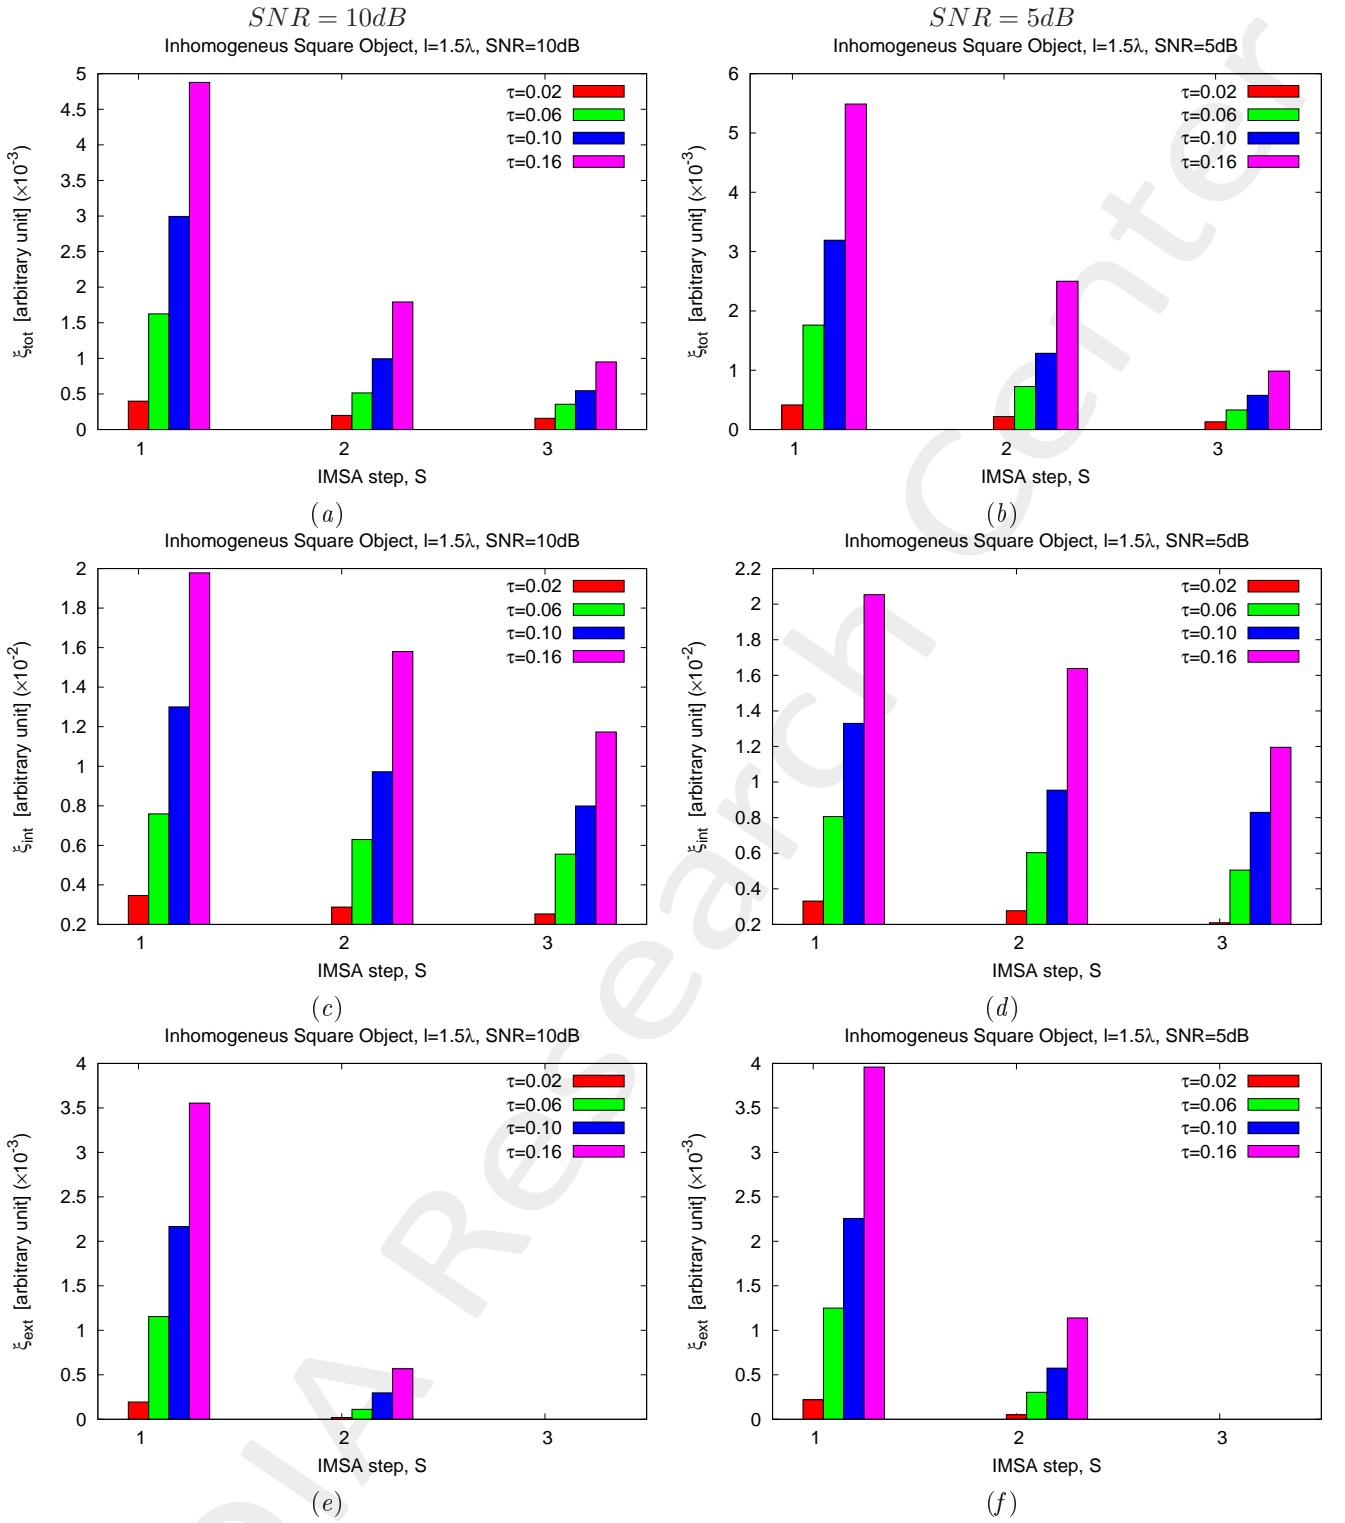 SNR = 10dB
Inhomogeneus Square Object, l=1.5λ, SNR=10dB
ξtot [arbitrary unit] (×10-3)
5
4.5
4
3.5
3
2.5
2
1.5
1
0.5
0
τ=0.02
τ=0.06
τ=0.10
τ=0.16
1 2 3
IMSA step, S
(a)
SNR = 5dB
Inhomogeneus Square Object, l=1.5λ, SNR=5dB
ξtot [arbitrary unit] (×10-3)
6
5
4
3
2
1
0
τ=0.02
τ=0.06
τ=0.10
τ=0.16
1 2 3
IMSA step, S
(b)
Inhomogeneus Square Object, l=1.5λ, SNR=10dB
ξint [arbitrary unit] (×10-2)
2
1.8
1.6
1.4
1.2
1
0.8
0.6
0.4
0.2
τ=0.02
τ=0.06
τ=0.10
τ=0.16
1 2 3
IMSA step, S
(c)
Inhomogeneus Square Object, l=1.5λ, SNR=5dB
ξint [arbitrary unit] (×10-2)
2.2
2
1.8
1.6
1.4
1.2
1
0.8
0.6
0.4
0.2
τ=0.02
τ=0.06
τ=0.10
τ=0.16
1 2 3
IMSA step, S
(d)
Inhomogeneus Square Object, l=1.5λ, SNR=10dB
ξext [arbitrary unit] (×10-3)
4
3.5
3
2.5
2
1.5
1
0.5
0
τ=0.02
τ=0.06
τ=0.10
τ=0.16
1 2 3
IMSA step, S
(e)
Inhomogeneus Square Object, l=1.5λ, SNR=5dB
ξext [arbitrary unit] (×10-3)
4
3.5
3
2.5
2
1.5
1
0.5
0
τ=0.02
τ=0.06
τ=0.10
τ=0.16
1 2 3
IMSA step, S
(f)
Research Center